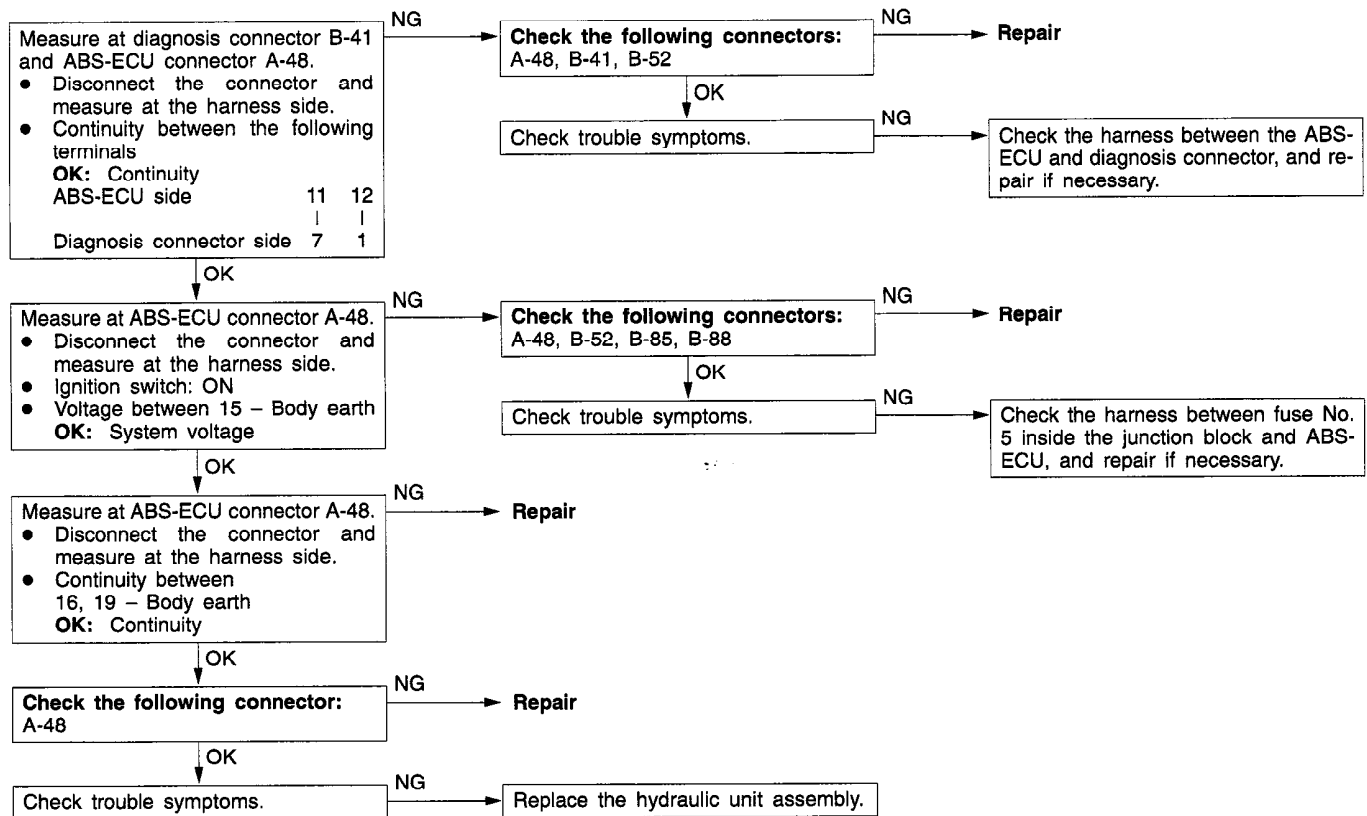 NG
NG
Measure at diagnosis connector B-41
and ABS-ECU connector A-48.
● Disconnect the connector and
measure at the harness side.
● Continuity between the following
terminals
OK: Continuity
ABS-ECU side 11 12
| |
Diagnosis connector side 7 1
Check the following connectors:
A-48, B-41, B-52
Repair
OK
NG
Check trouble symptoms.
Check the harness between the ABS-
ECU and diagnosis connector, and re-
pair if necessary.
OK
NG
NG
Measure at ABS-ECU connector A-48.
● Disconnect the connector and
measure at the harness side.
● Ignition switch: ON
● Voltage between 15 – Body earth
OK: System voltage
Check the following connectors:
A-48, B-52, B-85, B-88
Repair
OK
NG
Check trouble symptoms.
Check the harness between fuse No.
5 inside the junction block and ABS-
ECU, and repair if necessary.
OK
NG
Measure at ABS-ECU connector A-48.
● Disconnect the connector and
measure at the harness side.
● Continuity between
16, 19 – Body earth
OK: Continuity
Repair
OK
NG
Check the following connector:
A-48
Repair
OK
NG
Check trouble symptoms.
Replace the hydraulic unit assembly.